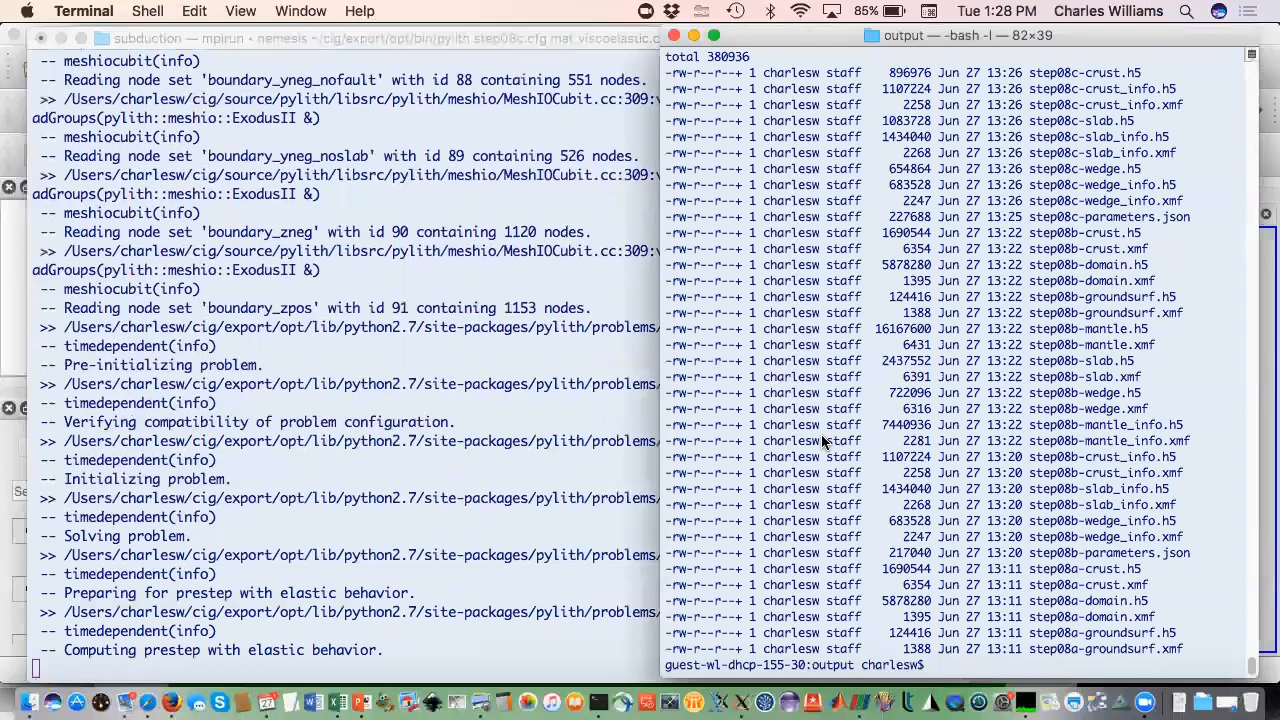 Terminal Shell Edit View Window Help 85% Tue 1:28 PM Charles Williams
subduction — mpirun ◂ nemesis ~/cig/export/opt/bin/pylith step08c.cfg mat_viscoelastic.c
-- meshiocubit(info)
-- Reading node set 'boundary_yneg_nofault' with id 88 containing 551 nodes.
>> /Users/charlesw/cig/source/pylith/libsrc/pylith/meshio/MeshIOCubit.cc:309:
adGroups(pylith::meshio::ExodusII &)
-- meshiocubit(info)
-- Reading node set 'boundary_yneg_noslab' with id 89 containing 526 nodes.
>> /Users/charlesw/cig/source/pylith/libsrc/pylith/meshio/MeshIOCubit.cc:309:
adGroups(pylith::meshio::ExodusII &)
-- meshiocubit(info)
-- Reading node set 'boundary_zneg' with id 90 containing 1120 nodes.
>> /Users/charlesw/cig/source/pylith/libsrc/pylith/meshio/MeshIOCubit.cc:309:
adGroups(pylith::meshio::ExodusII &)
-- meshiocubit(info)
-- Reading node set 'boundary_zpos' with id 91 containing 1153 nodes.
>> /Users/charlesw/cig/export/opt/lib/python2.7/site-packages/pylith/problems/
-- timedependent(info)
-- Pre-initializing problem.
>> /Users/charlesw/cig/export/opt/lib/python2.7/site-packages/pylith/problems/
-- timedependent(info)
-- Verifying compatibility of problem configuration.
>> /Users/charlesw/cig/export/opt/lib/python2.7/site-packages/pylith/problems/
-- timedependent(info)
-- Initializing problem.
>> /Users/charlesw/cig/export/opt/lib/python2.7/site-packages/pylith/problems/
-- timedependent(info)
-- Solving problem.
>> /Users/charlesw/cig/export/opt/lib/python2.7/site-packages/pylith/problems/
-- timedependent(info)
-- Preparing for prestep with elastic behavior.
>> /Users/charlesw/cig/export/opt/lib/python2.7/site-packages/pylith/problems/
-- timedependent(info)
-- Computing prestep with elastic behavior.
output — -bash -l — 82×39
total 380936
-rw-r--r--+ 1 charlesw staff 896976 Jun 27 13:26 step08c-crust.h5
-rw-r--r--+ 1 charlesw staff 1107224 Jun 27 13:26 step08c-crust_info.h5
-rw-r--r--+ 1 charlesw staff 2258 Jun 27 13:26 step08c-crust_info.xmf
-rw-r--r--+ 1 charlesw staff 1083728 Jun 27 13:26 step08c-slab.h5
-rw-r--r--+ 1 charlesw staff 1434040 Jun 27 13:26 step08c-slab_info.h5
-rw-r--r--+ 1 charlesw staff 2268 Jun 27 13:26 step08c-slab_info.xmf
-rw-r--r--+ 1 charlesw staff 654864 Jun 27 13:26 step08c-wedge.h5
-rw-r--r--+ 1 charlesw staff 683528 Jun 27 13:26 step08c-wedge_info.h5
-rw-r--r--+ 1 charlesw staff 2247 Jun 27 13:26 step08c-wedge_info.xmf
-rw-r--r--+ 1 charlesw staff 227688 Jun 27 13:25 step08c-parameters.json
-rw-r--r--+ 1 charlesw staff 1690544 Jun 27 13:22 step08b-crust.h5
-rw-r--r--+ 1 charlesw staff 6354 Jun 27 13:22 step08b-crust.xmf
-rw-r--r--+ 1 charlesw staff 5878280 Jun 27 13:22 step08b-domain.h5
-rw-r--r--+ 1 charlesw staff 1395 Jun 27 13:22 step08b-domain.xmf
-rw-r--r--+ 1 charlesw staff 124416 Jun 27 13:22 step08b-groundsurf.h5
-rw-r--r--+ 1 charlesw staff 1388 Jun 27 13:22 step08b-groundsurf.xmf
-rw-r--r--+ 1 charlesw staff 16167600 Jun 27 13:22 step08b-mantle.h5
-rw-r--r--+ 1 charlesw staff 6431 Jun 27 13:22 step08b-mantle.xmf
-rw-r--r--+ 1 charlesw staff 2437552 Jun 27 13:22 step08b-slab.h5
-rw-r--r--+ 1 charlesw staff 6391 Jun 27 13:22 step08b-slab.xmf
-rw-r--r--+ 1 charlesw staff 722096 Jun 27 13:22 step08b-wedge.h5
-rw-r--r--+ 1 charlesw staff 6316 Jun 27 13:22 step08b-wedge.xmf
-rw-r--r--+ 1 charlesw staff 7440936 Jun 27 13:22 step08b-mantle_info.h5
-rw-r--r--+ 1 charlesw staff 2281 Jun 27 13:22 step08b-mantle_info.xmf
-rw-r--r--+ 1 charlesw staff 1107224 Jun 27 13:20 step08b-crust_info.h5
-rw-r--r--+ 1 charlesw staff 2258 Jun 27 13:20 step08b-crust_info.xmf
-rw-r--r--+ 1 charlesw staff 1434040 Jun 27 13:20 step08b-slab_info.h5
-rw-r--r--+ 1 charlesw staff 2268 Jun 27 13:20 step08b-slab_info.xmf
-rw-r--r--+ 1 charlesw staff 683528 Jun 27 13:20 step08b-wedge_info.h5
-rw-r--r--+ 1 charlesw staff 2247 Jun 27 13:20 step08b-wedge_info.xmf
-rw-r--r--+ 1 charlesw staff 217040 Jun 27 13:20 step08b-parameters.json
-rw-r--r--+ 1 charlesw staff 1690544 Jun 27 13:11 step08a-crust.h5
-rw-r--r--+ 1 charlesw staff 6354 Jun 27 13:11 step08a-crust.xmf
-rw-r--r--+ 1 charlesw staff 5878280 Jun 27 13:11 step08a-domain.h5
-rw-r--r--+ 1 charlesw staff 1395 Jun 27 13:11 step08a-domain.xmf
-rw-r--r--+ 1 charlesw staff 124416 Jun 27 13:11 step08a-groundsurf.h5
-rw-r--r--+ 1 charlesw staff 1388 Jun 27 13:11 step08a-groundsurf.xmf
guest-wl-dhcp-155-30:output charlesw$